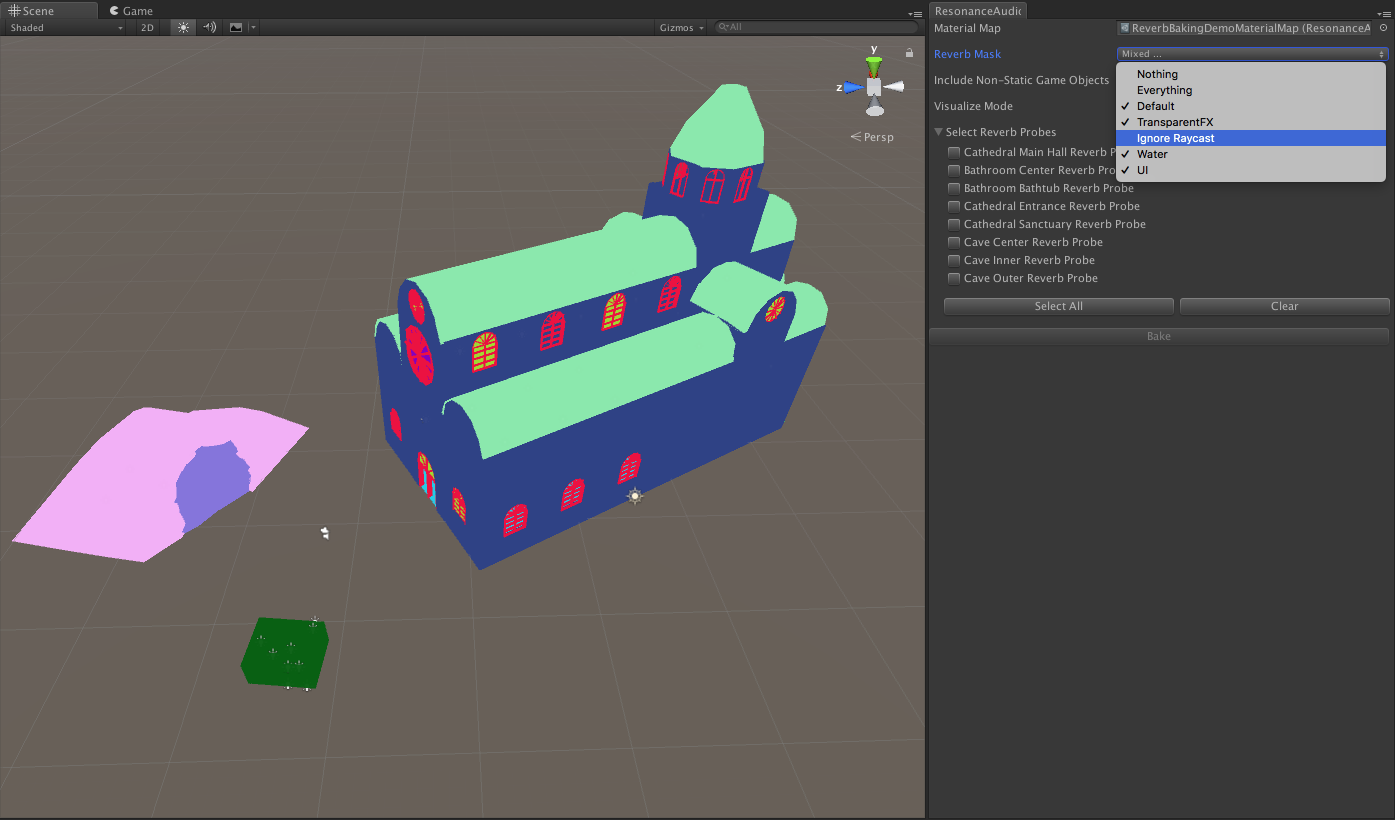 Scene Game
Shaded 2D Gizmos All
y
z
Persp
ResonanceAudio
Material Map ReverbBakingDemoMaterialMap (ResonanceA
Reverb Mask Mixed ...
Include Non-Static Game Objects
Visualize Mode
Nothing
Everything
Default
TransparentFX
Ignore Raycast
Water
UI
Select Reverb Probes
Cathedral Main Hall Reverb P
Bathroom Center Reverb Pro
Bathroom Bathtub Reverb Probe
Cathedral Entrance Reverb Probe
Cathedral Sanctuary Reverb Probe
Cave Center Reverb Probe
Cave Inner Reverb Probe
Cave Outer Reverb Probe
Select All Clear
Bake